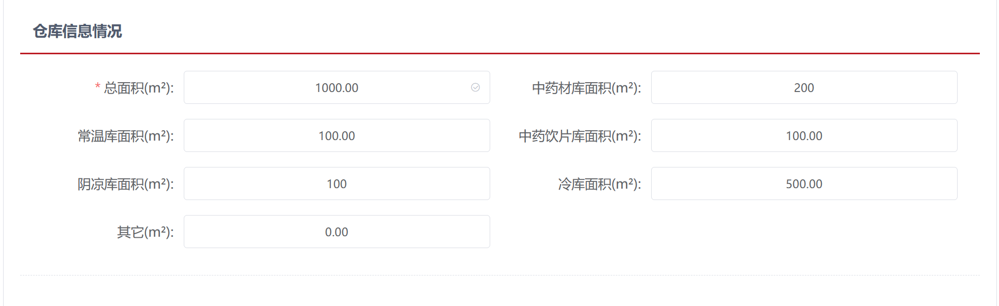 仓库信息情况
* 总面积(m²): 1000.00 中药材库面积(m²): 200
常温库面积(m²): 100.00 中药饮片库面积(m²): 100.00
阴凉库面积(m²): 100 冷库面积(m²): 500.00
其它(m²): 0.00